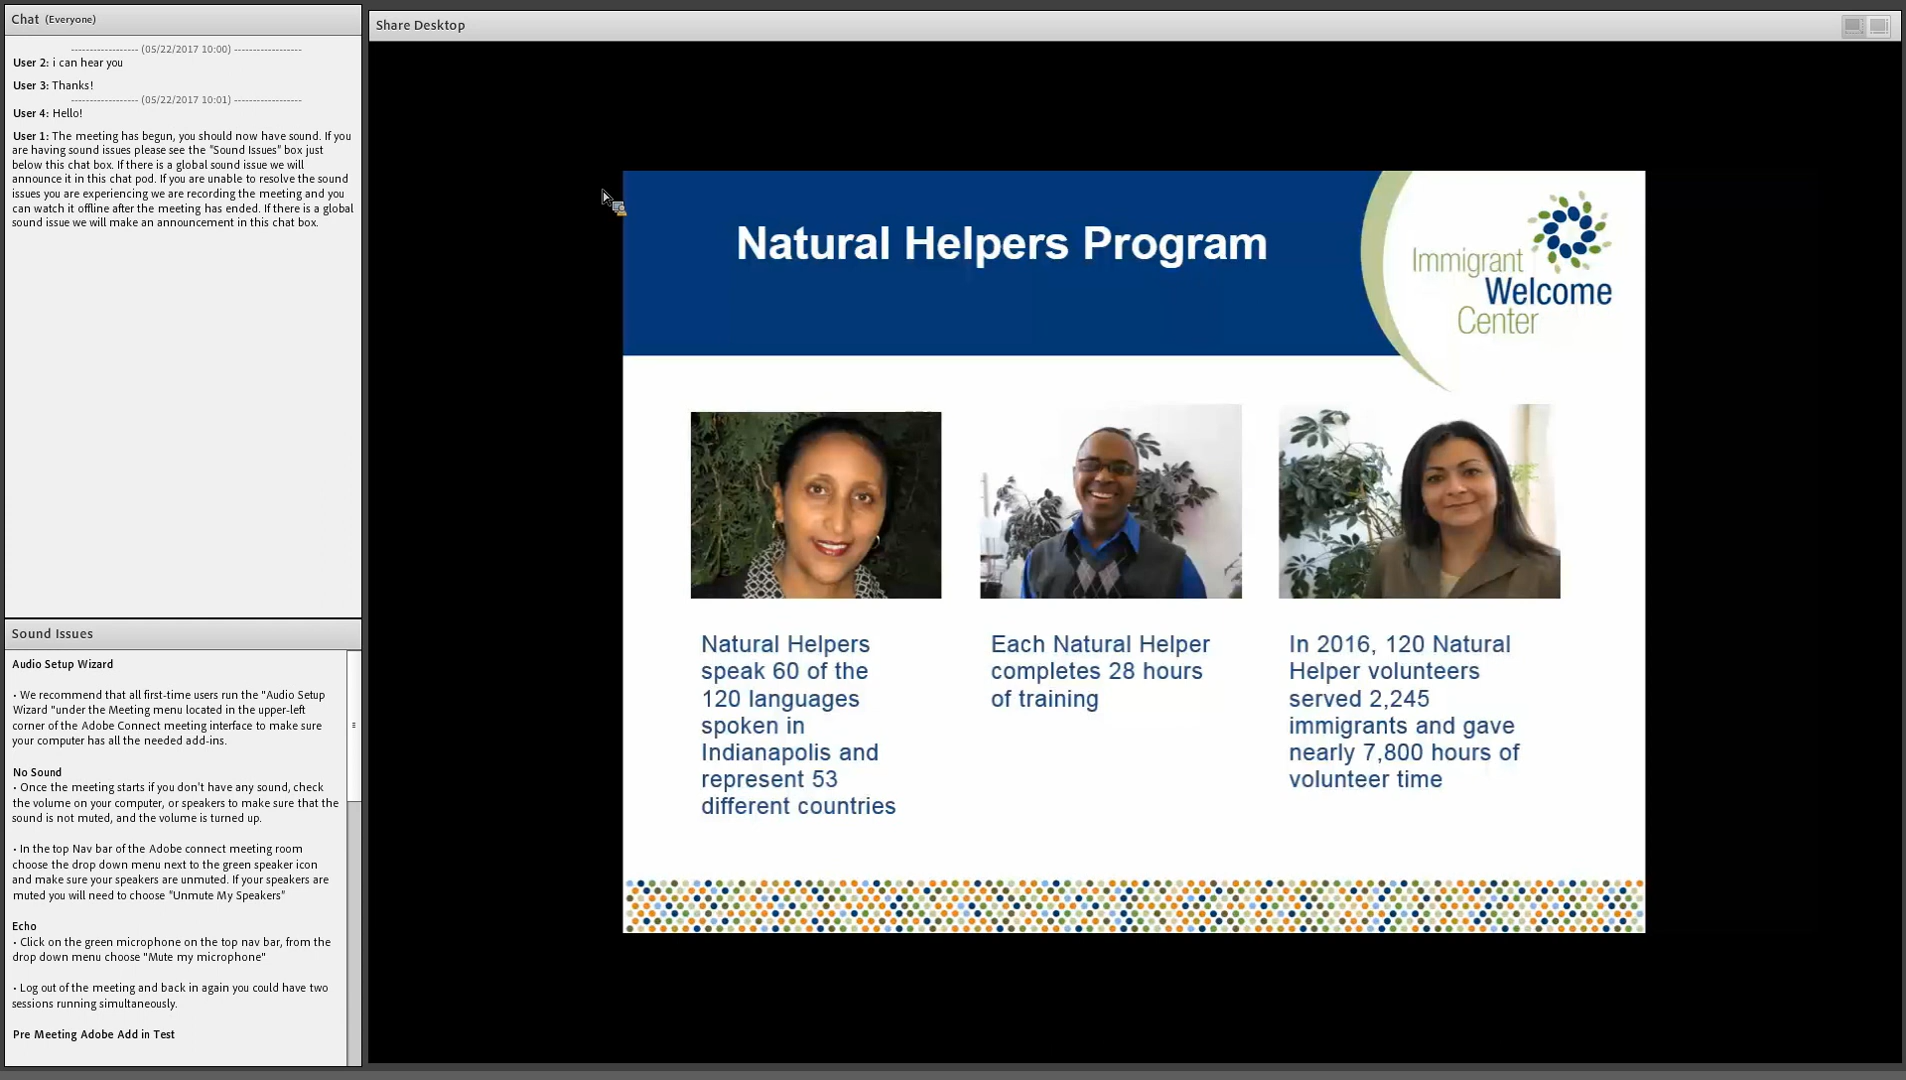 Chat (Everyone)
------------------ (05/22/2017 10:00) ------------------
User 2: i can hear you
User 3: Thanks!
------------------ (05/22/2017 10:01) ------------------
User 4: Hello!
User 1: The meeting has begun, you should now have sound. If you
are having sound issues please see the "Sound Issues" box just
below this chat box. If there is a global sound issue we will
announce it in this chat pod. If you are unable to resolve the sound
issues you are experiencing we are recording the meeting and you
can watch it offline after the meeting has ended. If there is a global
sound issue we will make an announcement in this chat box.
Sound Issues
Audio Setup Wizard
• We recommend that all first-time users run the "Audio Setup
Wizard "under the Meeting menu located in the upper-left
corner of the Adobe Connect meeting interface to make sure
your computer has all the needed add-ins.
No Sound
• Once the meeting starts if you don't have any sound, check
the volume on your computer, or speakers to make sure that the
sound is not muted, and the volume is turned up.
• In the top Nav bar of the Adobe connect meeting room
choose the drop down menu next to the green speaker icon
and make sure your speakers are unmuted. If your speakers are
muted you will need to choose "Unmute My Speakers"
Echo
• Click on the green microphone on the top nav bar, from the
drop down menu choose "Mute my microphone"
• Log out of the meeting and back in again you could have two
sessions running simultaneously.
Pre Meeting Adobe Add in Test
Share Desktop
Natural Helpers Program
Immigrant
Welcome
Center
Natural Helpers
speak 60 of the
120 languages
spoken in
Indianapolis and
represent 53
different countries
Each Natural Helper
completes 28 hours
of training
In 2016, 120 Natural
Helper volunteers
served 2,245
immigrants and gave
nearly 7,800 hours of
volunteer time